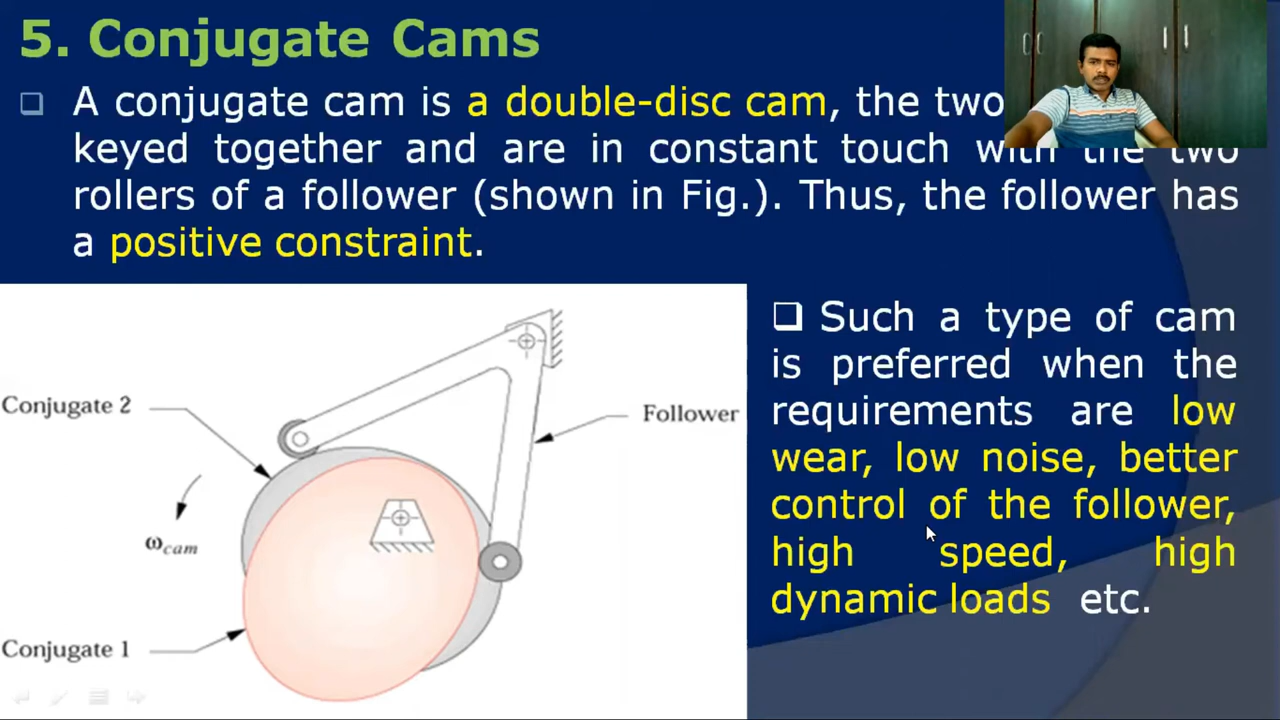 5. Conjugate Cams
❑ A conjugate cam is a double-disc cam, the two
keyed together and are in constant touch with the two
rollers of a follower (shown in Fig.). Thus, the follower has
a positive constraint.
❑ Such a type of cam
is preferred when the
requirements are low
wear, low noise, better
control of the follower,
high speed, high
dynamic loads etc.
Conjugate 2
Follower
ωcam
Conjugate 1